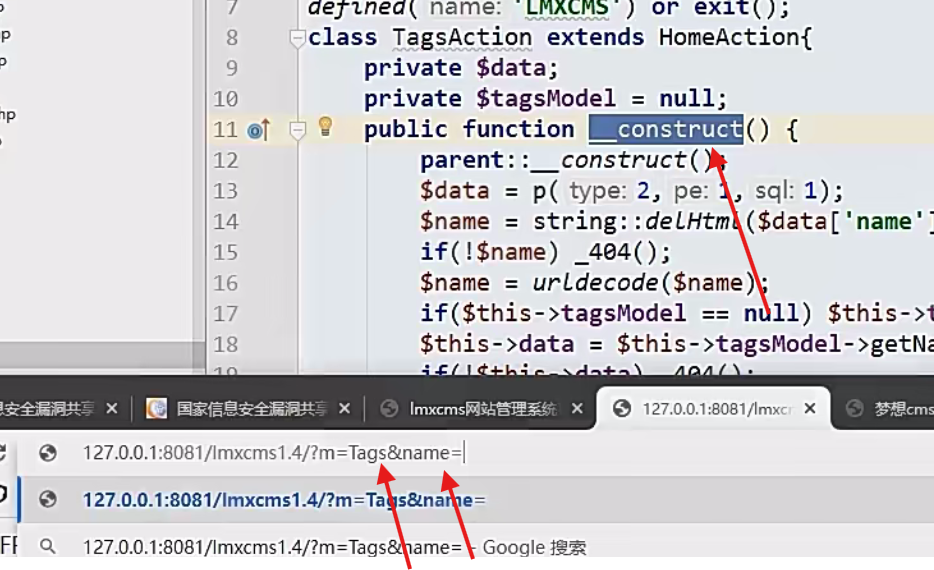 7 defined( name: 'LMXCMS') or exit();
8 class TagsAction extends HomeAction{
9 private $data;
10 private $tagsModel = null;
11 public function __construct() {
12 parent::__construct();
13 $data = p( type: 2, pe: 1, sql: 1);
14 $name = string::delHtml($data['name']
15 if(!$name) _404();
16 $name = urldecode($name);
17 if($this->tagsModel == null) $this->t
18 $this->data = $this->tagsModel->getNa
19 if(!$this->data) _404();
息安全漏洞共享
国家信息安全漏洞共享
lmxcms网站管理系统
127.0.0.1:8081/lmxcr
梦想cms
127.0.0.1:8081/lmxcms1.4/?m=Tags&name=
127.0.0.1:8081/lmxcms1.4/?m=Tags&name=
127.0.0.1:8081/lmxcms1.4/?m=Tags&name= - Google 搜索